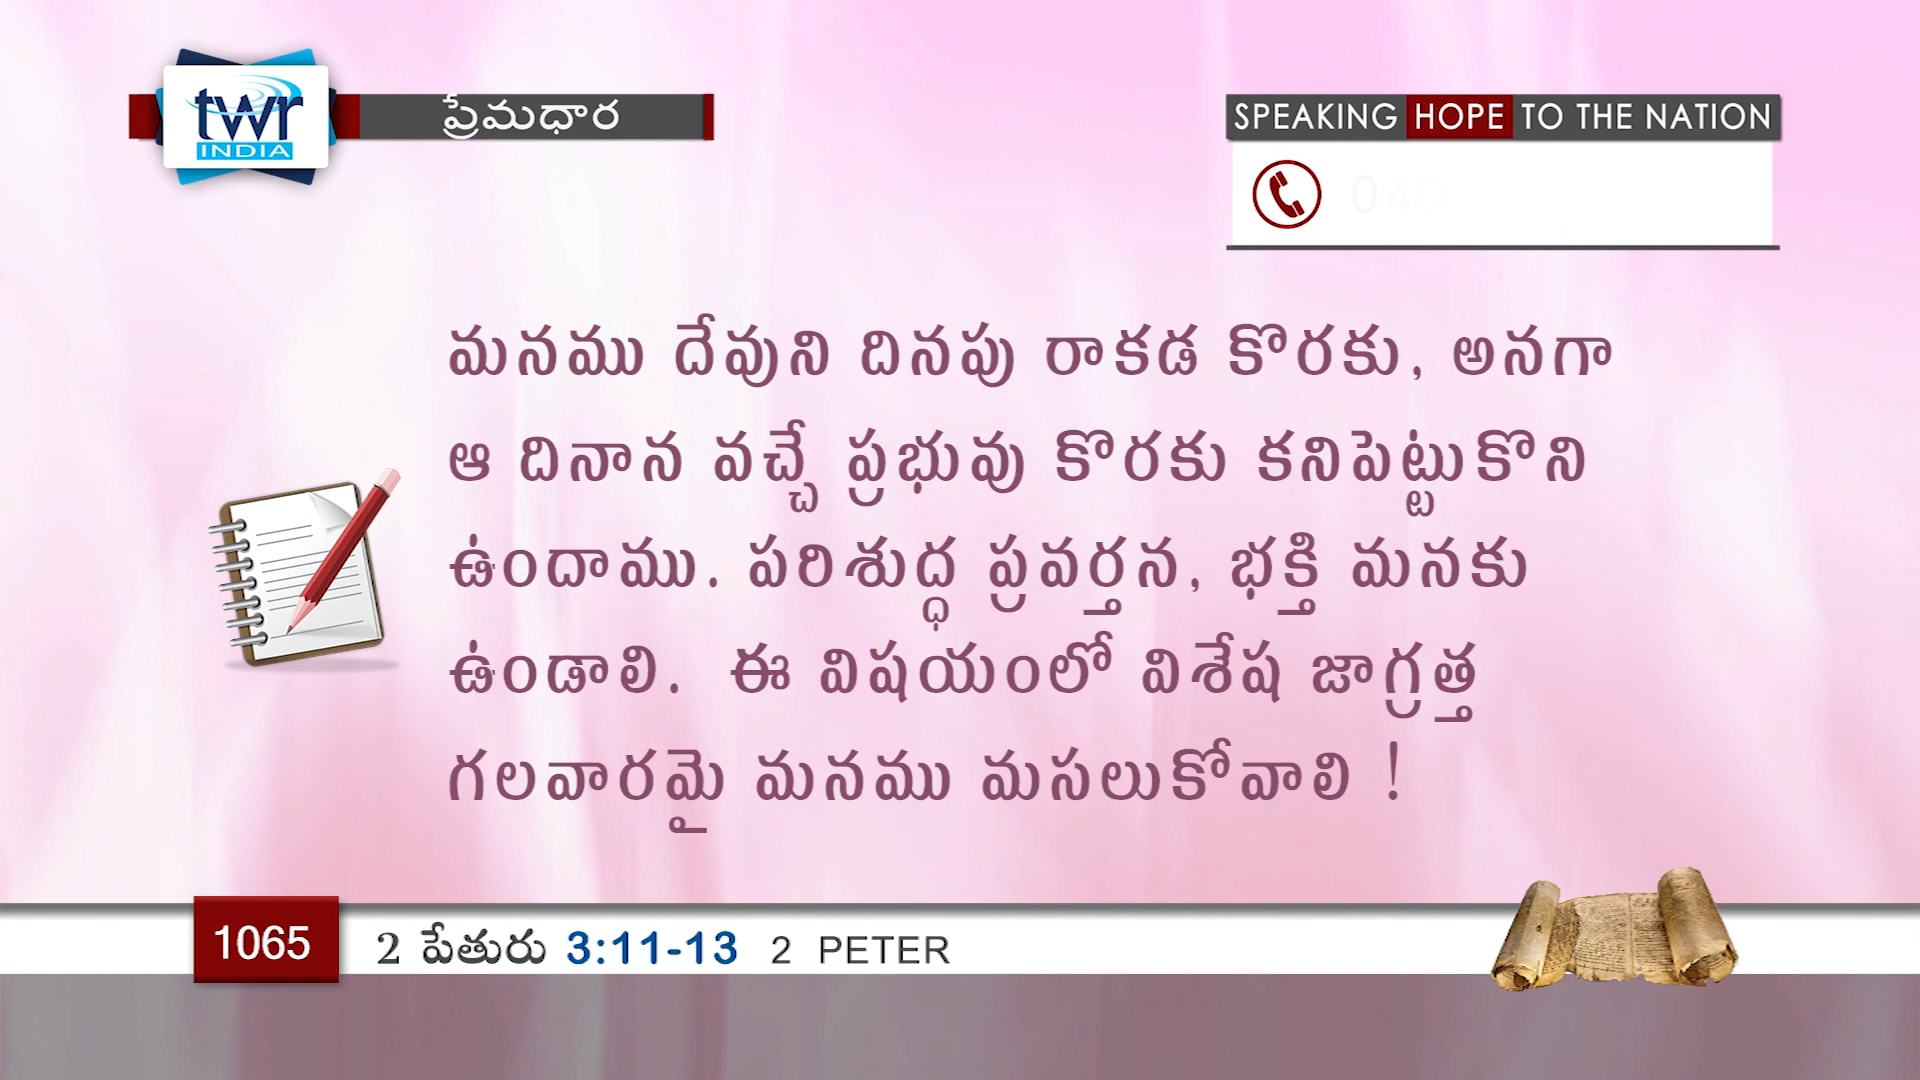 twr
INDIA
ప్రేమధార
SPEAKING HOPE TO THE NATION
040
మనము దేవుని దినపు రాకడ కొరకు, అనగా
ఆ దినాన వచ్చే ప్రభువు కొరకు కనిపెట్టుకొని
ఉందాము. పరిశుద్ధ ప్రవర్తన, భక్తి మనకు
ఉండాలి. ఈ విషయంలో విశేష జాగ్రత్త
గలవారమై మనము మసలుకోవాలి !
1065
2 పేతురు 3:11-13 2 PETER